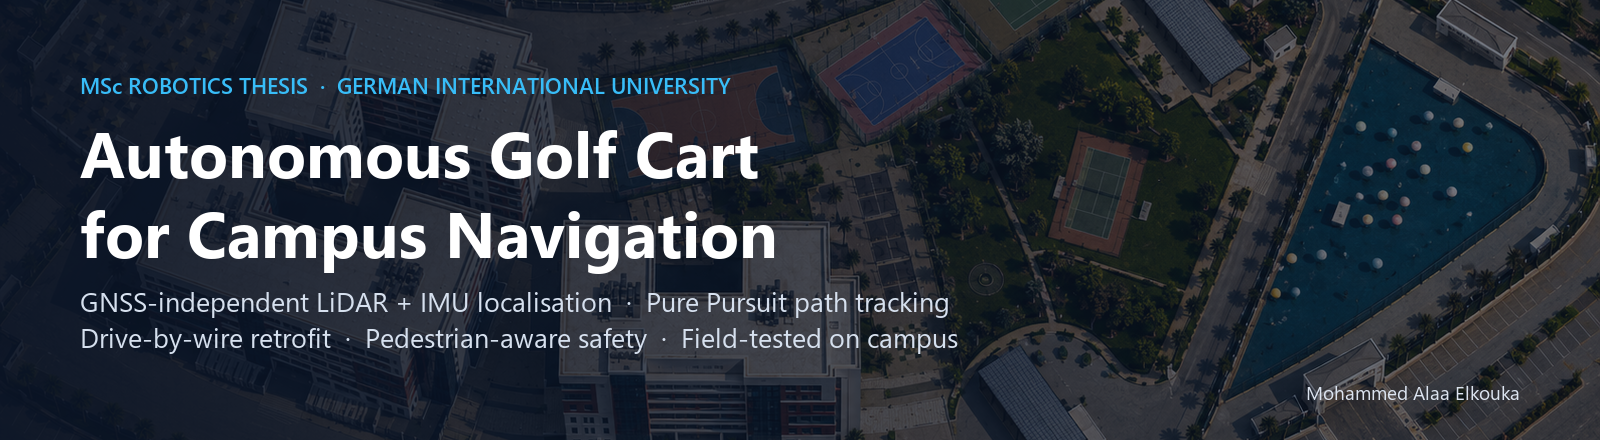 MSc ROBOTICS THESIS · GERMAN INTERNATIONAL UNIVERSITY
Autonomous Golf Cart
for Campus Navigation
GNSS-independent LiDAR + IMU localisation · Pure Pursuit path tracking
Drive-by-wire retrofit · Pedestrian-aware safety · Field-tested on campus
Mohammed Alaa Elkouka